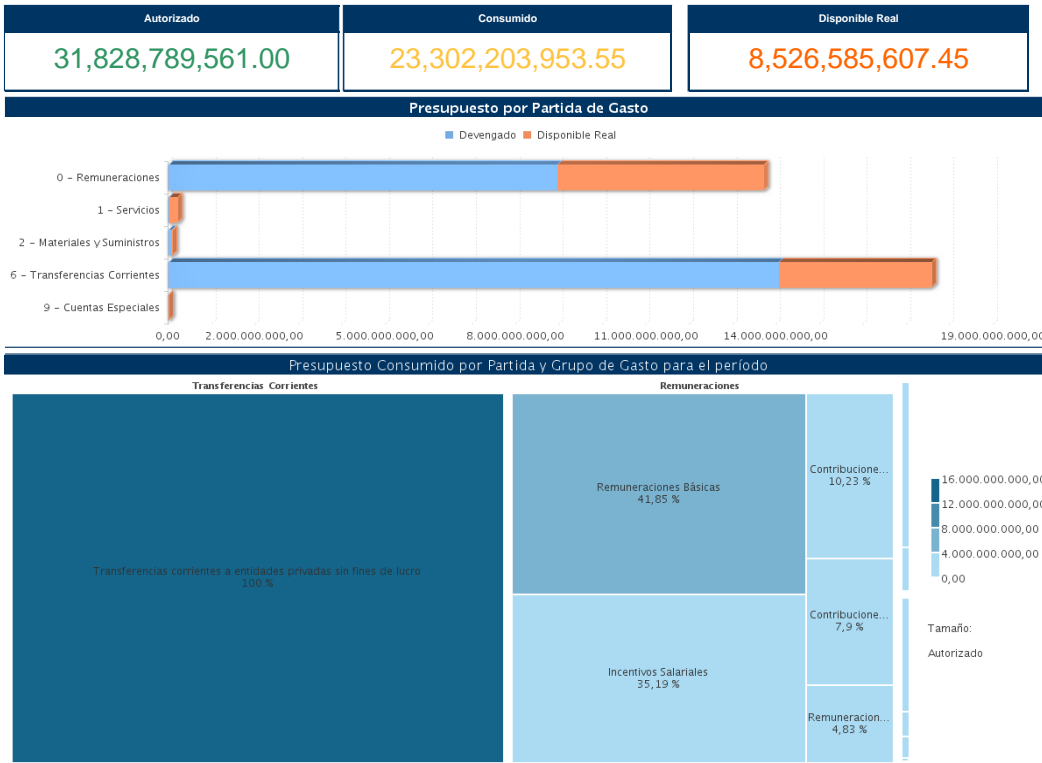 Autorizado
Consumido
Disponible Real
31,828,789,561.00
23,302,203,953.55
8,526,585,607.45
Presupuesto por Partida de Gasto
Devengado
Disponible Real
0 – Remuneraciones
1 – Servicios
2 – Materiales y Suministros
6 – Transferencias Corrientes
9 – Cuentas Especiales
0,00
2.000.000.000,00
5.000.000.000,00
8.000.000.000,00
11.000.000.000,00
14.000.000.000,00
19.000.000.000,00
Presupuesto Consumido por Partida y Grupo de Gasto para el período
Transferencias Corrientes
Remuneraciones
Transferencias corrientes a entidades privadas sin fines de lucro
100 %
Remuneraciones Básicas
41,85 %
Incentivos Salariales
35,19 %
Contribucione...
10,23 %
Contribucione...
7,9 %
Remuneracion...
4,83 %
16.000.000.000,00
12.000.000.000,00
8.000.000.000,00
4.000.000.000,00
0,00
Tamaño:
Autorizado